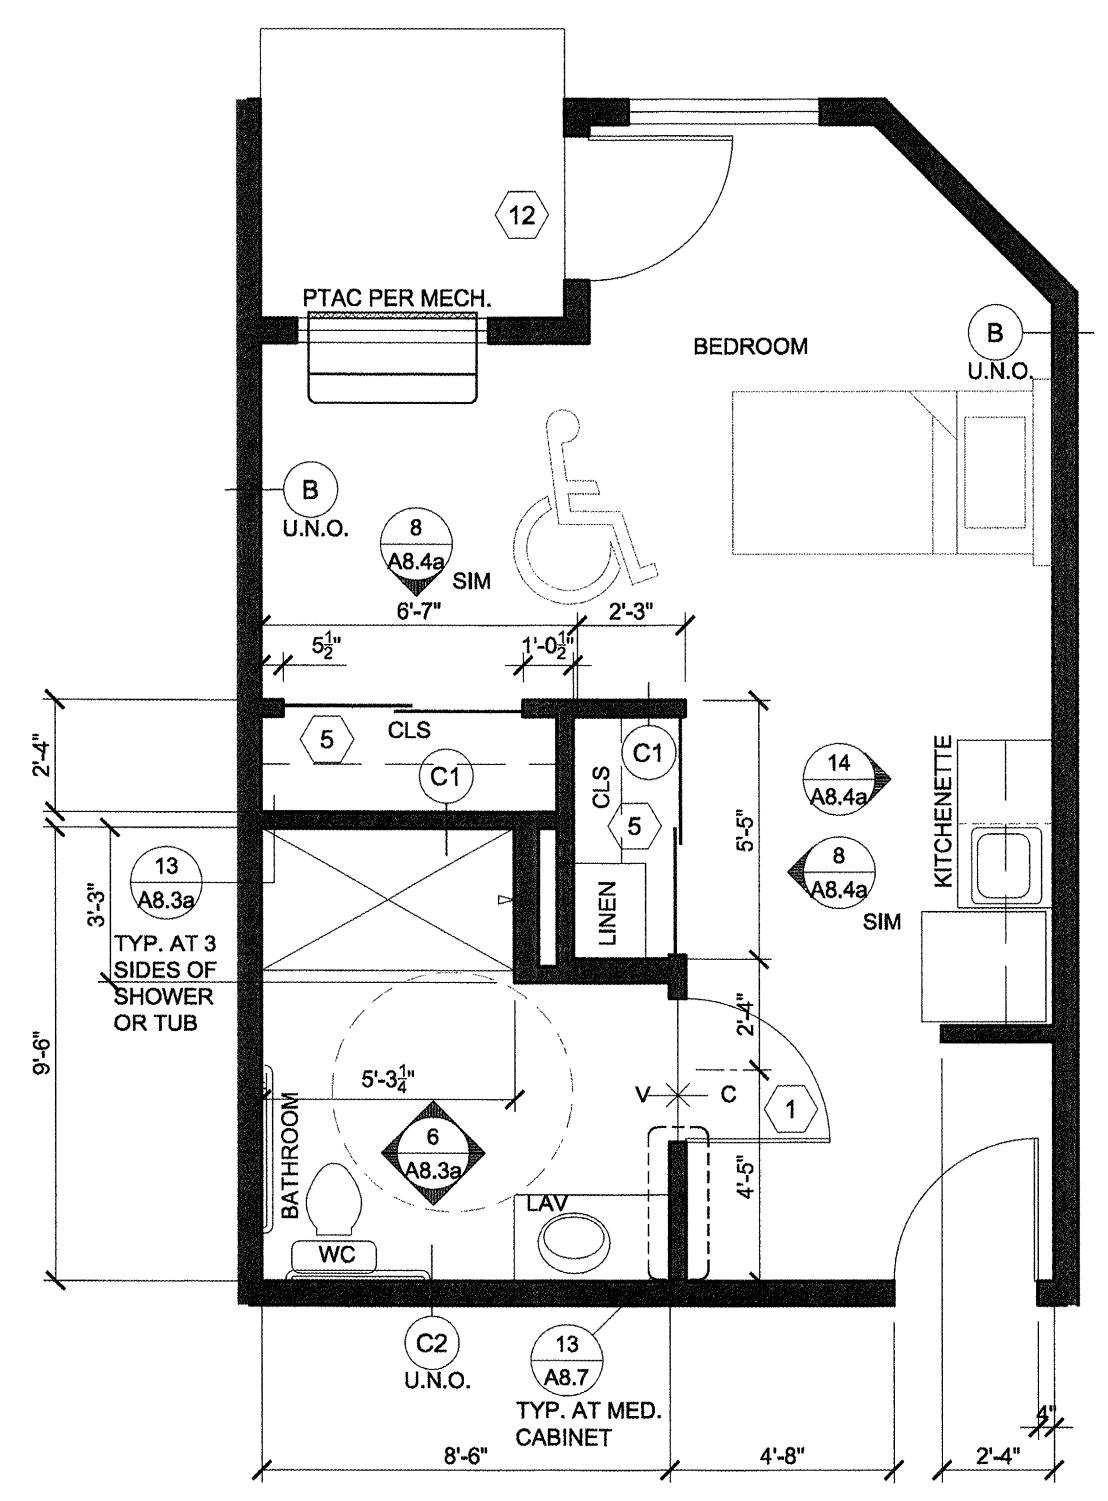 12
PTAC PER MECH.
BEDROOM
B
U.N.O.
B
U.N.O.
8
A8.4a
SIM
6'-7"
2'-3"
5½"
1'-0½"
2'-4"
5
CLS
C1
C1
CLS
5
14
A8.4a
KITCHENETTE
5'-5"
8
A8.4a
SIM
13
A8.3a
3'-3"
TYP. AT 3
SIDES OF
SHOWER
OR TUB
LINEN
2'-4"
9'-6"
5'-3¼"
V
C
1
6
A8.3a
BATHROOM
4'-5"
LAV
WC
C2
U.N.O.
13
A8.7
TYP. AT MED.
CABINET
4"
8'-6"
4'-8"
2'-4"